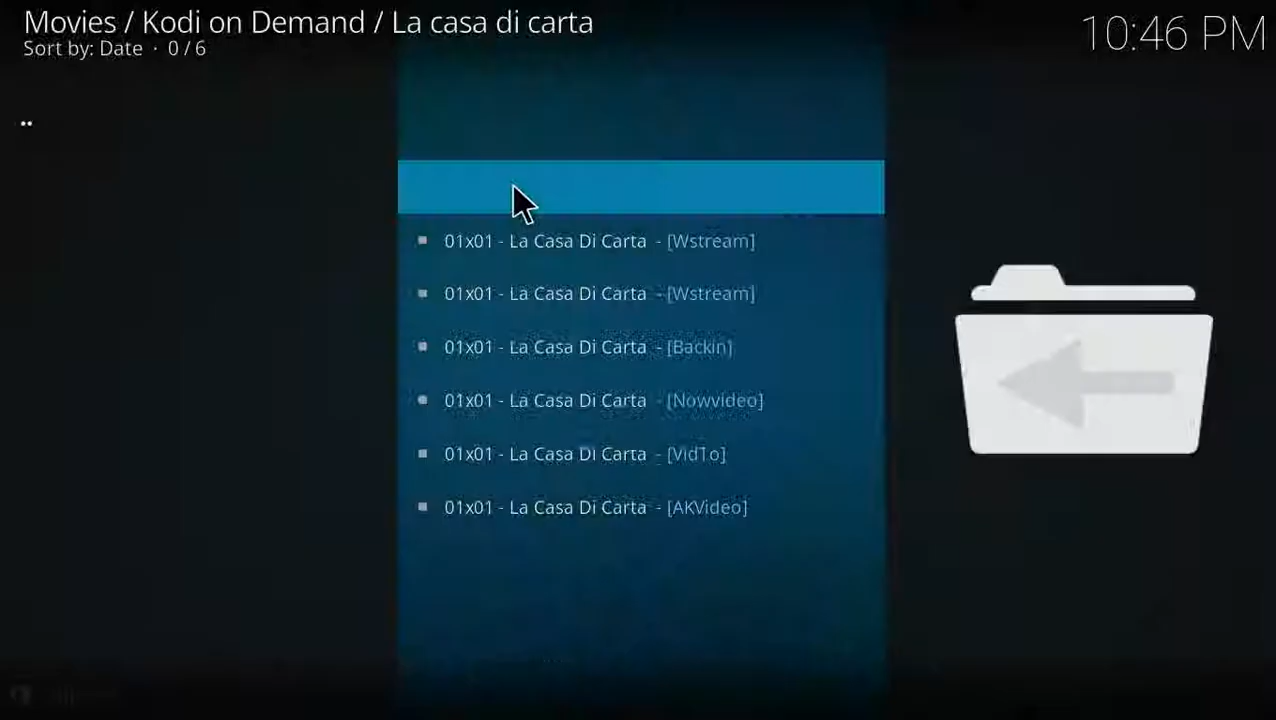 Movies / Kodi on Demand / La casa di carta
Sort by: Date · 0 / 6
10:46 PM
..
01x01 - La Casa Di Carta - [Wstream]
01x01 - La Casa Di Carta - [Wstream]
01x01 - La Casa Di Carta - [Backin]
01x01 - La Casa Di Carta - [Nowvideo]
01x01 - La Casa Di Carta - [VidTo]
01x01 - La Casa Di Carta - [AKVideo]